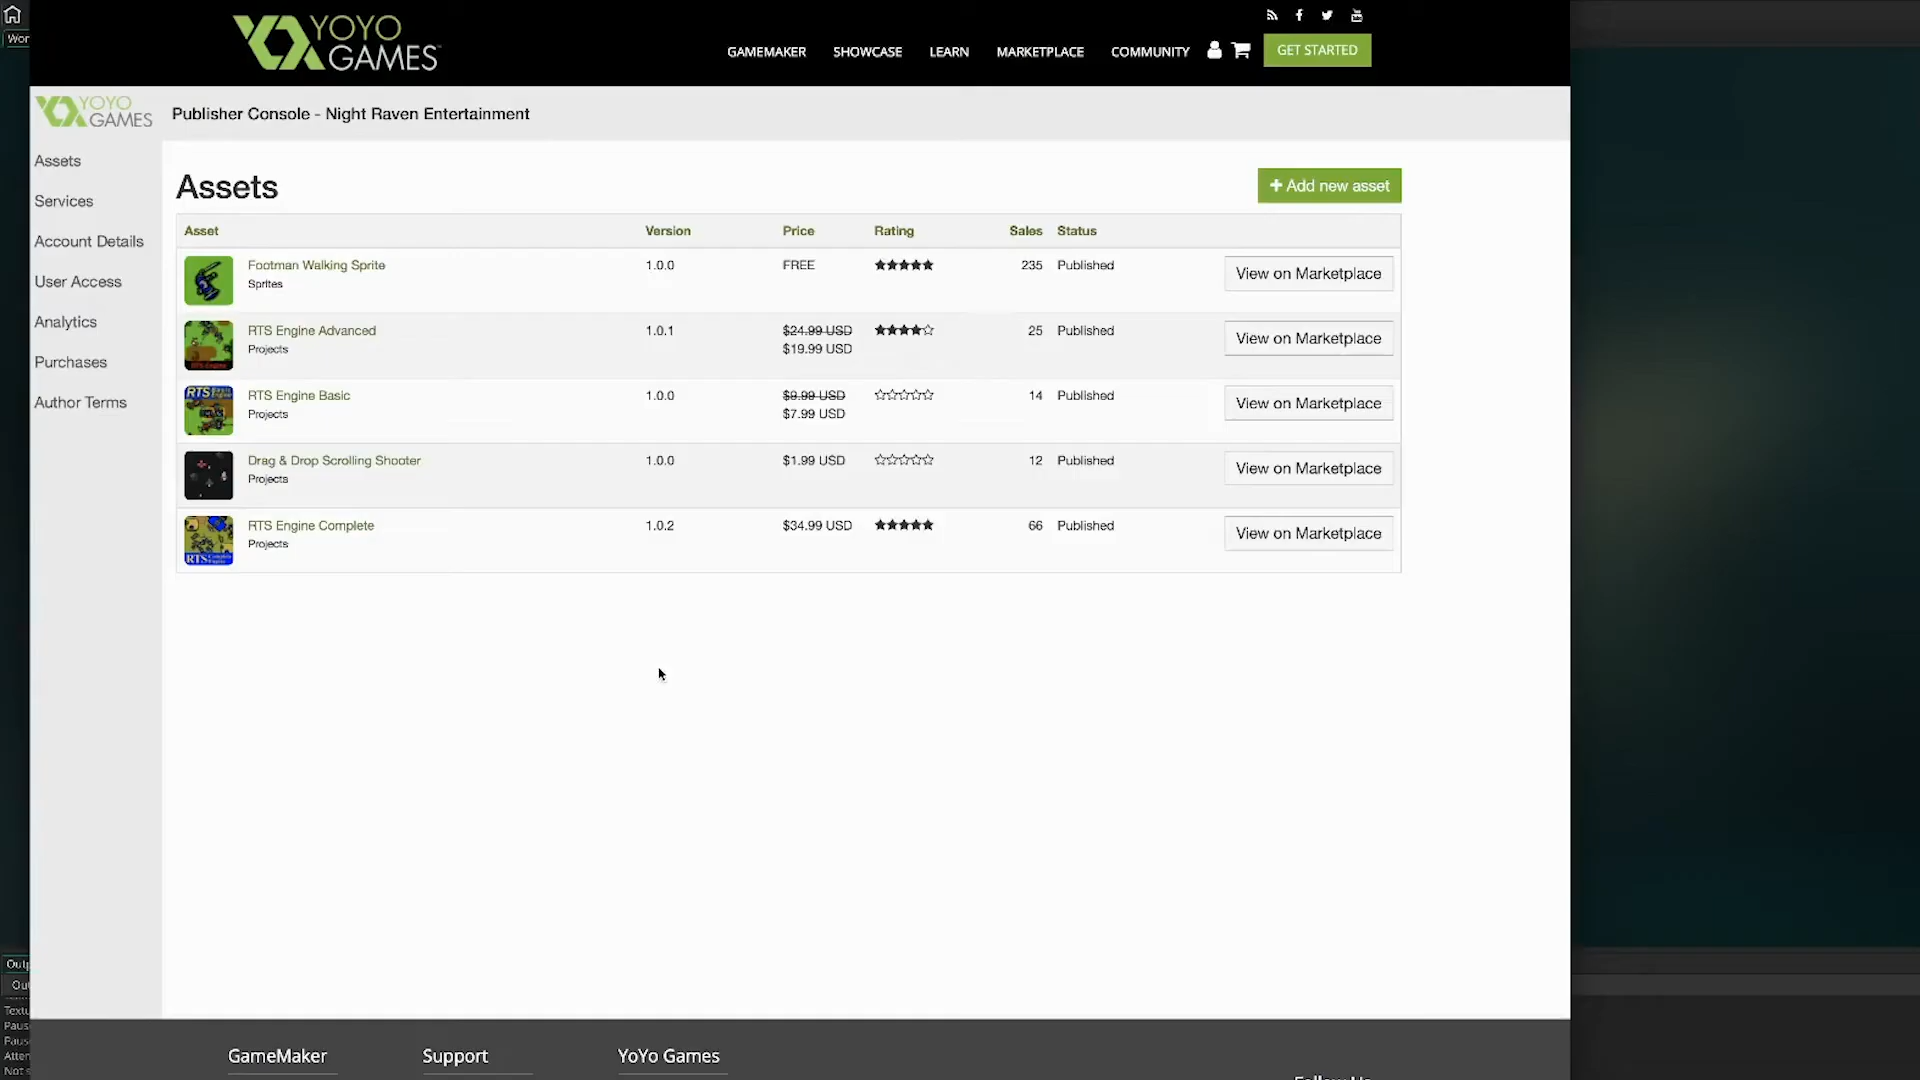 YOYO
GAMES™
GAMEMAKER
SHOWCASE
LEARN
MARKETPLACE
COMMUNITY
GET STARTED
YOYO
GAMES
Publisher Console - Night Raven Entertainment
Assets
Services
Account Details
User Access
Analytics
Purchases
Author Terms
Assets
Add new asset
Asset Version Price Rating Sales Status
Footman Walking Sprite 1.0.0 FREE 235 Published View on Marketplace
Sprites
RTS Engine Advanced 1.0.1 $24.99 USD 25 Published View on Marketplace
Projects $19.99 USD
RTS Engine Basic 1.0.0 $9.99 USD 14 Published View on Marketplace
Projects $7.99 USD
Drag & Drop Scrolling Shooter 1.0.0 $1.99 USD 12 Published View on Marketplace
Projects
RTS Engine Complete 1.0.2 $34.99 USD 66 Published View on Marketplace
Projects
GameMaker
Support
YoYo Games